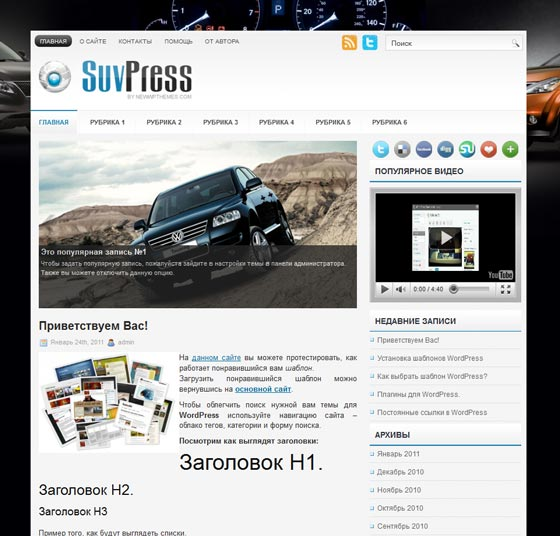 ГЛАВНАЯ О САЙТЕ КОНТАКТЫ ПОМОЩЬ ОТ АВТОРА
Поиск
SuvPress
BY NEWWPTHEMES.COM
ГЛАВНАЯ РУБРИКА 1 РУБРИКА 2 РУБРИКА 3 РУБРИКА 4 РУБРИКА 5 РУБРИКА 6
Это популярная запись №1
Чтобы задать популярную запись, пожалуйста зайдите в настройки темы в панели администратора.
Также Вы можете отключить данную опцию.
Приветствуем Вас!
Январь 24th, 2011 admin
На данном сайте вы можете протестировать, как
работает понравившийся вам шаблон.
Загрузить понравившийся шаблон можно
вернувшись на основной сайт.
Чтобы облегчить поиск нужной вам темы для
WordPress используйте навигацию сайта –
облако тегов, категории и форму поиска.
Посмотрим как выглядят заголовки:
Заголовок H1.
Заголовок H2.
Заголовок H3
Пример того, как будут выглядеть списки.
facebook
digg
ПОПУЛЯРНОЕ ВИДЕО
YouTube
0:00 / 4:40
НЕДАВНИЕ ЗАПИСИ
Приветствуем Вас!
Установка шаблонов WordPress
Как выбрать шаблон WordPress?
Плагины для WordPress.
Постоянные ссылки в WordPress
АРХИВЫ
Январь 2011
Декабрь 2010
Ноябрь 2010
Октябрь 2010
Сентябрь 2010